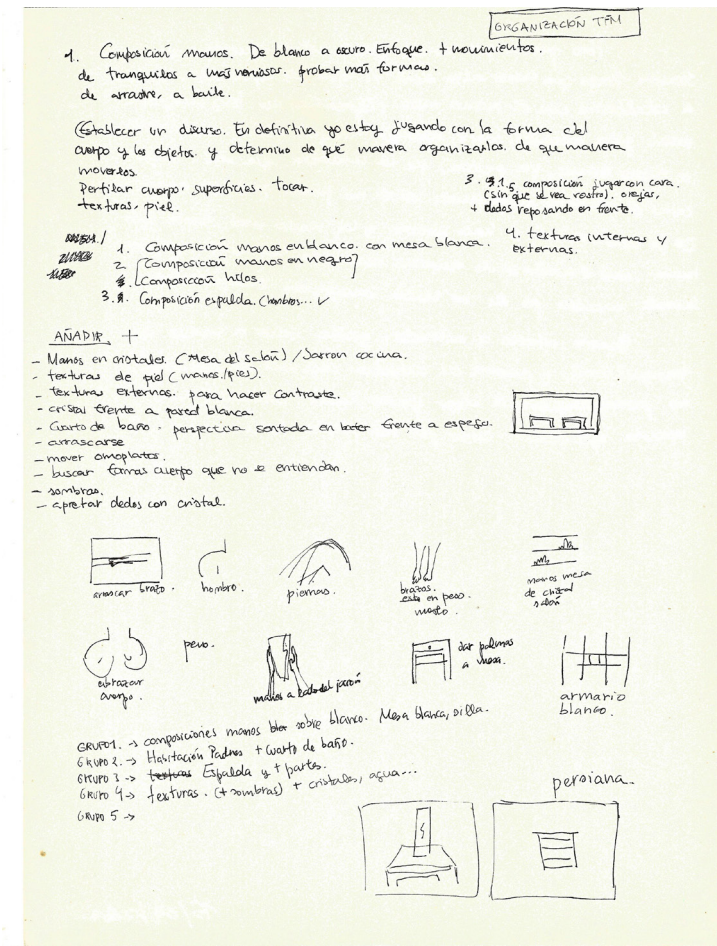 ORGANIZACIÓN TFM
1. Composición manos. De blanco a oscuro. Enfoque. + movimientos.
de tranquilos a más nerviosos. probar más formas.
de arrastre, a baile.
(Establecer un discurso. En definitiva yo estoy jugando con la forma del
cuerpo y los objetos. y determino de qué manera organizarlos. de que manera
moverlos.
Perfilar cuerpo. superficies. tocar.
texturas, piel.
3. 1.5 composición jugar con cara.
(sin que se vea rostro). orejas,
+ dedos reposando en frente.
4. texturas internas y
externas.
1. Composición manos en blanco. con mesa blanca.
2. [Composición manos en negro]
Composición hilos.
3. Composición espalda. (hombros... ✓
AÑADIR. +
- Manos en cristales. (Mesa del salón) / Jarron cocina.
- texturas de piel (manos./pies).
- texturas externas. para hacer contraste.
- cristal frente a pared blanca.
- Cuarto de baño. perspectiva sentada en bater frente a espejo.
- arrascarse
- mover omoplatos.
- buscar formas cuerpo que no se entiendan.
- sombras.
- apretar dedos con cristal.
arrascar brazo.
hombro.
piernas.
brazos.
en peso.
manos mesa
de cristal
salón
abrazar
cuerpo.
pelo.
manos a lado del jarrón
dar palmas
a mesa.
armario
blanco.
GRUPO 1. -> composiciones manos sobre blanco. Mesa blanca, silla.
GRUPO 2. -> Habitación Padres + cuarto de baño.
GRUPO 3 -> texturas Espalda y + partes.
GRUPO 4 -> texturas. (+ sombras) + cristales, agua...
GRUPO 5 ->
persiana.